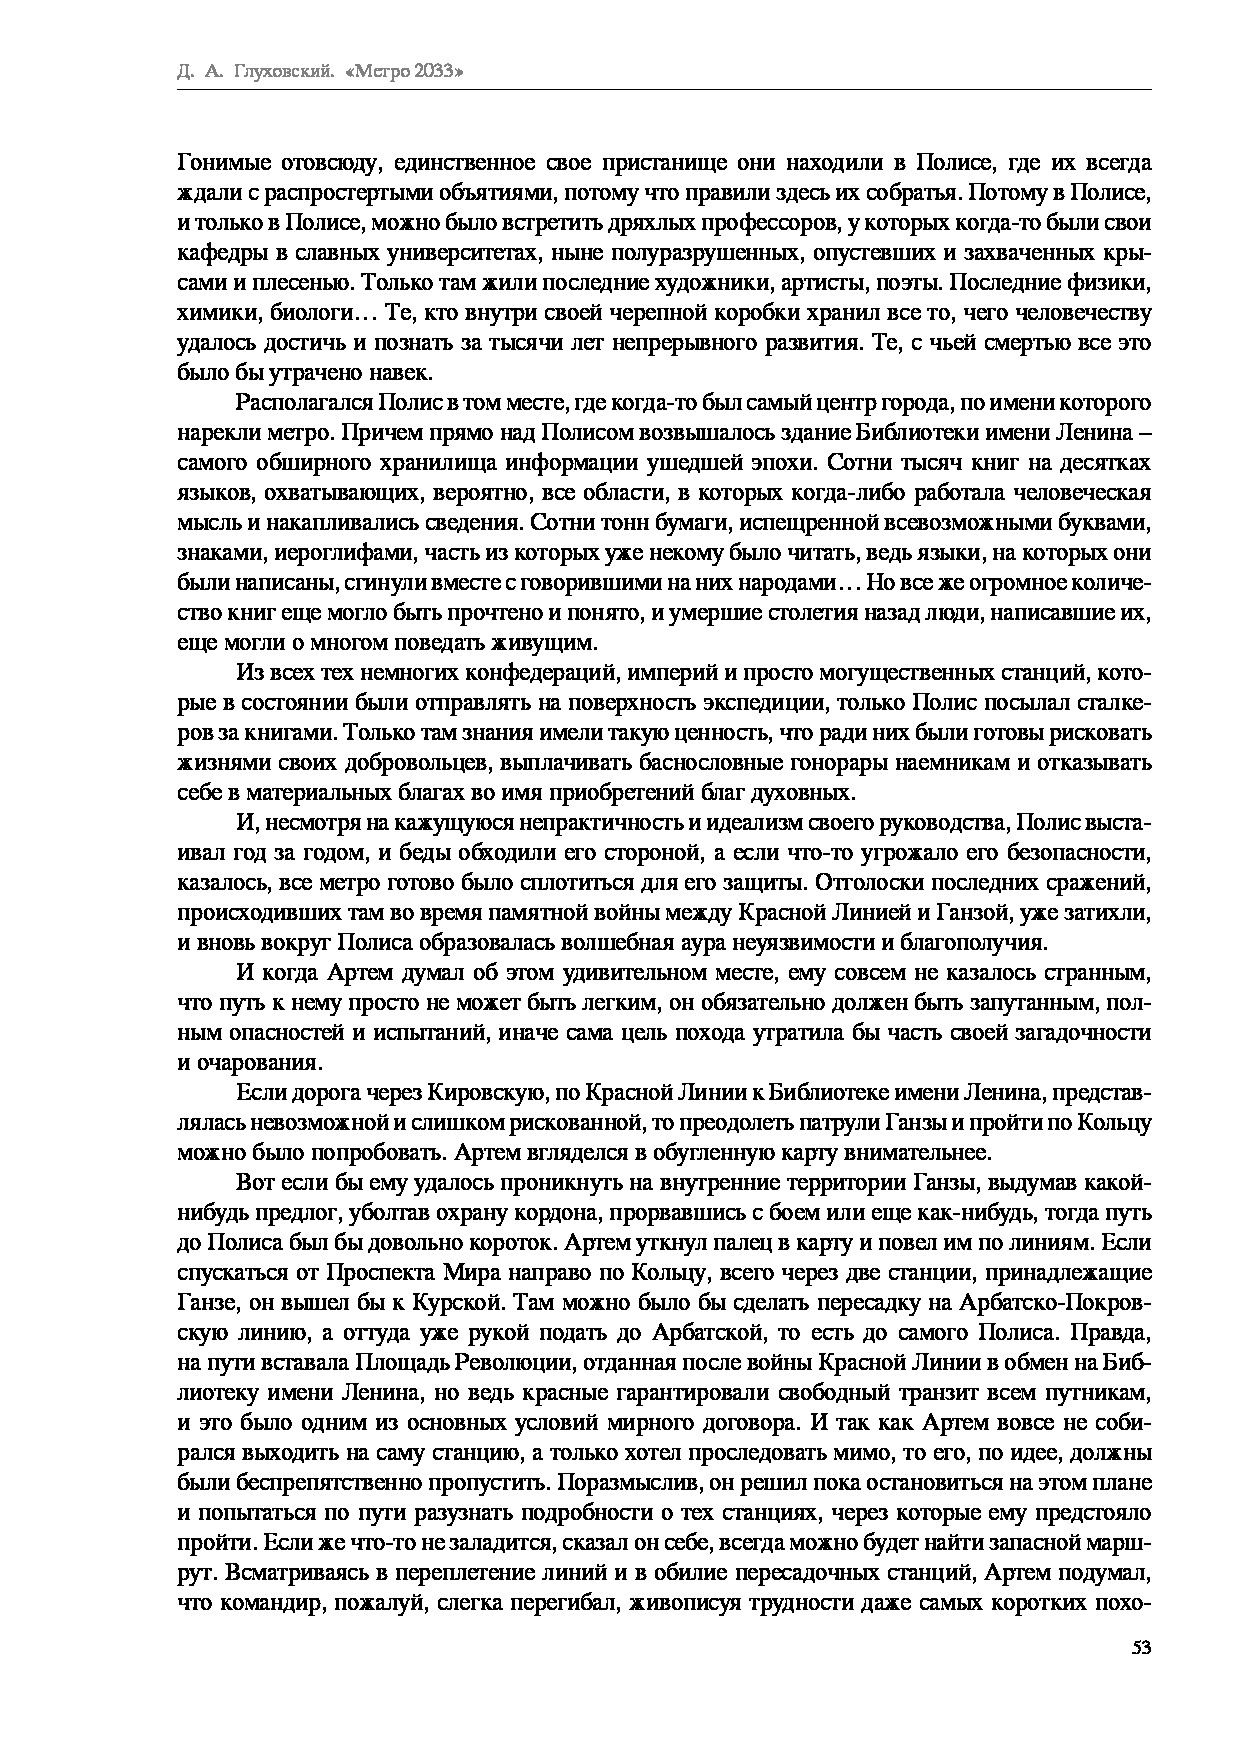 Д. А. Глуховский. «Метро 2033»
Гонимые отовсюду, единственное свое пристанище они находили в Полисе, где их всегда
ждали с распростертыми объятиями, потому что правили здесь их собратья. Потому в Полисе,
и только в Полисе, можно было встретить дряхлых профессоров, у которых когда-то были свои
кафедры в славных университетах, ныне полуразрушенных, опустевших и захваченных кры-
сами и плесенью. Только там жили последние художники, артисты, поэты. Последние физики,
химики, биологи… Те, кто внутри своей черепной коробки хранил все то, чего человечеству
удалось достичь и познать за тысячи лет непрерывного развития. Те, с чьей смертью все это
было бы утрачено навек.
Располагался Полис в том месте, где когда-то был самый центр города, по имени которого
нарекли метро. Причем прямо над Полисом возвышалось здание Библиотеки имени Ленина –
самого обширного хранилища информации ушедшей эпохи. Сотни тысяч книг на десятках
языков, охватывающих, вероятно, все области, в которых когда-либо работала человеческая
мысль и накапливались сведения. Сотни тонн бумаги, испещренной всевозможными буквами,
знаками, иероглифами, часть из которых уже некому было читать, ведь языки, на которых они
были написаны, сгинули вместе с говорившими на них народами… Но все же огромное количе-
ство книг еще могло быть прочтено и понято, и умершие столетия назад люди, написавшие их,
еще могли о многом поведать живущим.
Из всех тех немногих конфедераций, империй и просто могущественных станций, кото-
рые в состоянии были отправлять на поверхность экспедиции, только Полис посылал сталке-
ров за книгами. Только там знания имели такую ценность, что ради них были готовы рисковать
жизнями своих добровольцев, выплачивать баснословные гонорары наемникам и отказывать
себе в материальных благах во имя приобретений благ духовных.
И, несмотря на кажущуюся непрактичность и идеализм своего руководства, Полис выста-
ивал год за годом, и беды обходили его стороной, а если что-то угрожало его безопасности,
казалось, все метро готово было сплотиться для его защиты. Отголоски последних сражений,
происходивших там во время памятной войны между Красной Линией и Ганзой, уже затихли,
и вновь вокруг Полиса образовалась волшебная аура неуязвимости и благополучия.
И когда Артем думал об этом удивительном месте, ему совсем не казалось странным,
что путь к нему просто не может быть легким, он обязательно должен быть запутанным, пол-
ным опасностей и испытаний, иначе сама цель похода утратила бы часть своей загадочности
и очарования.
Если дорога через Кировскую, по Красной Линии к Библиотеке имени Ленина, представ-
лялась невозможной и слишком рискованной, то преодолеть патрули Ганзы и пройти по Кольцу
можно было попробовать. Артем вгляделся в обугленную карту внимательнее.
Вот если бы ему удалось проникнуть на внутренние территории Ганзы, выдумав какой-
нибудь предлог, уболтав охрану кордона, прорвавшись с боем или еще как-нибудь, тогда путь
до Полиса был бы довольно короток. Артем уткнул палец в карту и повел им по линиям. Если
спускаться от Проспекта Мира направо по Кольцу, всего через две станции, принадлежащие
Ганзе, он вышел бы к Курской. Там можно было бы сделать пересадку на Арбатско-Покров-
скую линию, а оттуда уже рукой подать до Арбатской, то есть до самого Полиса. Правда,
на пути вставала Площадь Революции, отданная после войны Красной Линии в обмен на Биб-
лиотеку имени Ленина, но ведь красные гарантировали свободный транзит всем путникам,
и это было одним из основных условий мирного договора. И так как Артем вовсе не соби-
рался выходить на саму станцию, а только хотел проследовать мимо, то его, по идее, должны
были беспрепятственно пропустить. Поразмыслив, он решил пока остановиться на этом плане
и попытаться по пути разузнать подробности о тех станциях, через которые ему предстояло
пройти. Если же что-то не заладится, сказал он себе, всегда можно будет найти запасной марш-
рут. Всматриваясь в переплетение линий и в обилие пересадочных станций, Артем подумал,
что командир, пожалуй, слегка перегибал, живописуя трудности даже самых коротких похо-
53